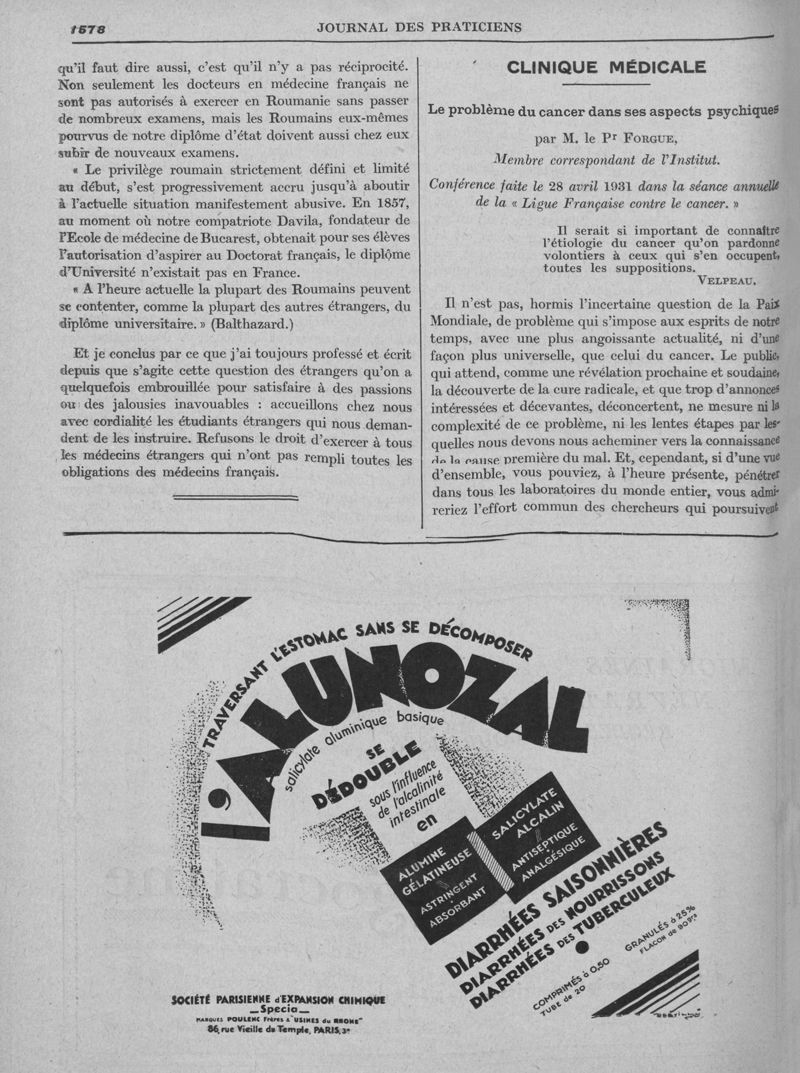 1578
JOURNAL DES PRATICIENS
qu'il faut dire aussi, c'est qu'il n'y a pas réciprocité.
Non seulement les docteurs en médecine français ne
sont pas autorisés à exercer en Roumanie sans passer
de nombreux examens, mais les Roumains eux-mêmes
pourvus de notre diplôme d'état doivent aussi chez eux
subir de nouveaux examens.
« Le privilège roumain strictement défini et limité
au début, s'est progressivement accru jusqu'à aboutir
à l'actuelle situation manifestement abusive. En 1857,
au moment où notre compatriote Davila, fondateur de
l'Ecole de médecine de Bucarest, obtenait pour ses élèves
l'autorisation d'aspirer au Doctorat français, le diplôme
d'Université n'existait pas en France.
« A l'heure actuelle la plupart des Roumains peuvent
se contenter, comme la plupart des autres étrangers, du
diplôme universitaire. » (Balthazard.)
Et je conclus par ce que j'ai toujours professé et écrit
depuis que s'agite cette question des étrangers qu'on a
quelquefois embrouillée pour satisfaire à des passions
ou des jalousies inavouables : accueillons chez nous
avec cordialité les étudiants étrangers qui nous deman-
dent de les instruire. Refusons le droit d'exercer à tous
les médecins étrangers qui n'ont pas rempli toutes les
obligations des médecins français.
CLINIQUE MÉDICALE
Le problème du cancer dans ses aspects psychiques
par M. le Pr FORGUE,
Membre correspondant de l'Institut.
Conférence faite le 28 avril 1931 dans la séance annuelle
de la « Ligue Française contre le cancer. »
Il serait si important de connaître
l'étiologie du cancer qu'on pardonne
volontiers à ceux qui s'en occupent,
toutes les suppositions.
VELPEAU.
Il n'est pas, hormis l'incertaine question de la Paix
Mondiale, de problème qui s'impose aux esprits de notre
temps, avec une plus angoissante actualité, ni d'une
façon plus universelle, que celui du cancer. Le public,
qui attend, comme une révélation prochaine et soudaine,
la découverte de la cure radicale, et que trop d'annonces
intéressées et décevantes, déconcertent, ne mesure ni la
complexité de ce problème, ni les lentes étapes par les-
quelles nous devons nous acheminer vers la connaissance
de la cause première du mal. Et, cependant, si d'une vue
d'ensemble, vous pouviez, à l'heure présente, pénétrer
dans tous les laboratoires du monde entier, vous admi-
reriez l'effort commun des chercheurs qui poursuivent
TRAVERSANT L'ESTOMAC SANS SE DÉCOMPOSER
L'ALUNOZAL
salicylate aluminique basique
SE
DÉDOUBLE
sous l'influence
de l'alcalinité
intestinale
en
ALUMINE
GÉLATINEUSE
ASTRINGENT
ABSORBANT
SALICYLATE
ALCALIN
ANTISEPTIQUE
ANALGÉSIQUE
DIARRHÉES SAISONNIÈRES
DIARRHÉES DES NOURRISSONS
DIARRHÉES DES TUBERCULEUX
COMPRIMÉS à 0,50
TUBE de 20
GRANULÉS à 25%
FLACON de 90 grs
SOCIÉTÉ PARISIENNE d'EXPANSION CHIMIQUE
_Specia_
MARQUES POULENC Frères & "USINES du RHONE"
86, rue Vieille du Temple, PARIS, 3e